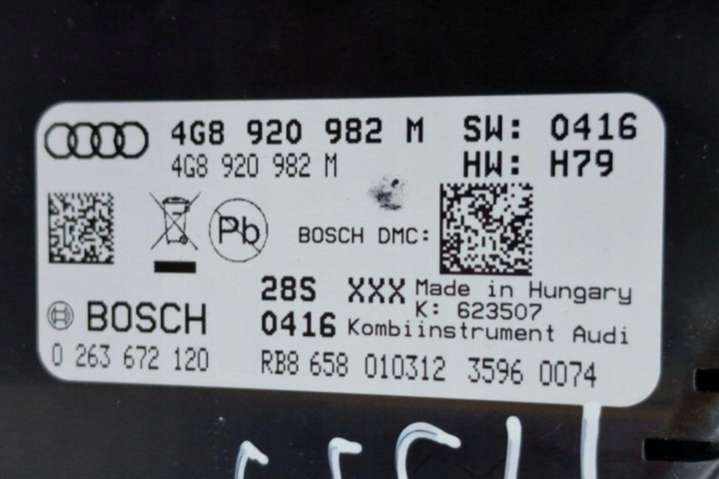 4G8 920 982 M SW: 0416
4G8 920 982 M HW: H79
Pb
BOSCH DMC:
28S XXX Made in Hungary
K: 623507
BOSCH 0416 Kombiinstrument Audi
0 263 672 120 RB8 658 010312 3596 0074